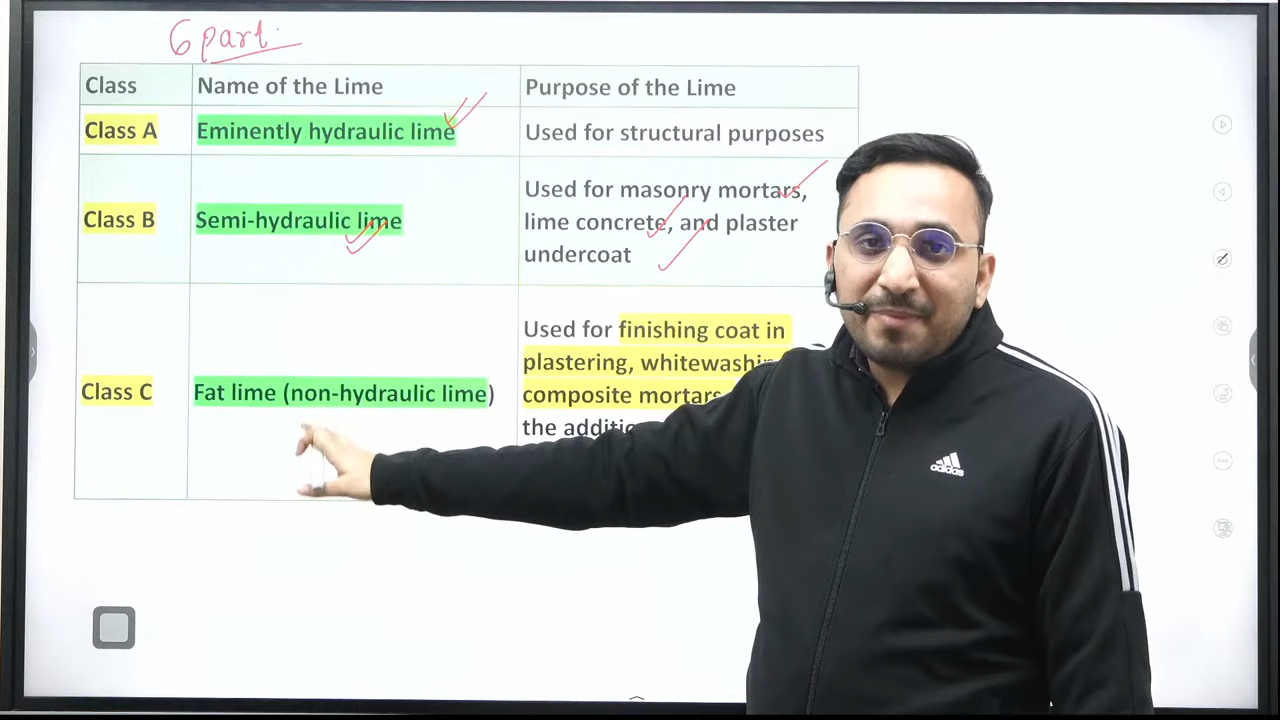 6 part.
Class Name of the Lime Purpose of the Lime
Class A Eminently hydraulic lime Used for structural purposes
Used for masonry mortars,
Class B Semi-hydraulic lime lime concrete, and plaster
undercoat
Used for finishing coat in
plastering,
Class C Fat lime (non-hydraulic lime) composite mortars
the
adidas